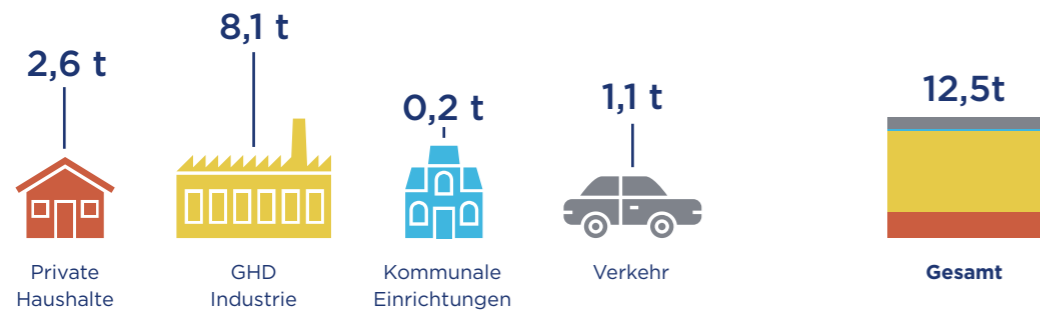 2,6 t
8,1 t
0,2 t
1,1 t
12,5t
Private
Haushalte
GHD
Industrie
Kommunale
Einrichtungen
Verkehr
Gesamt